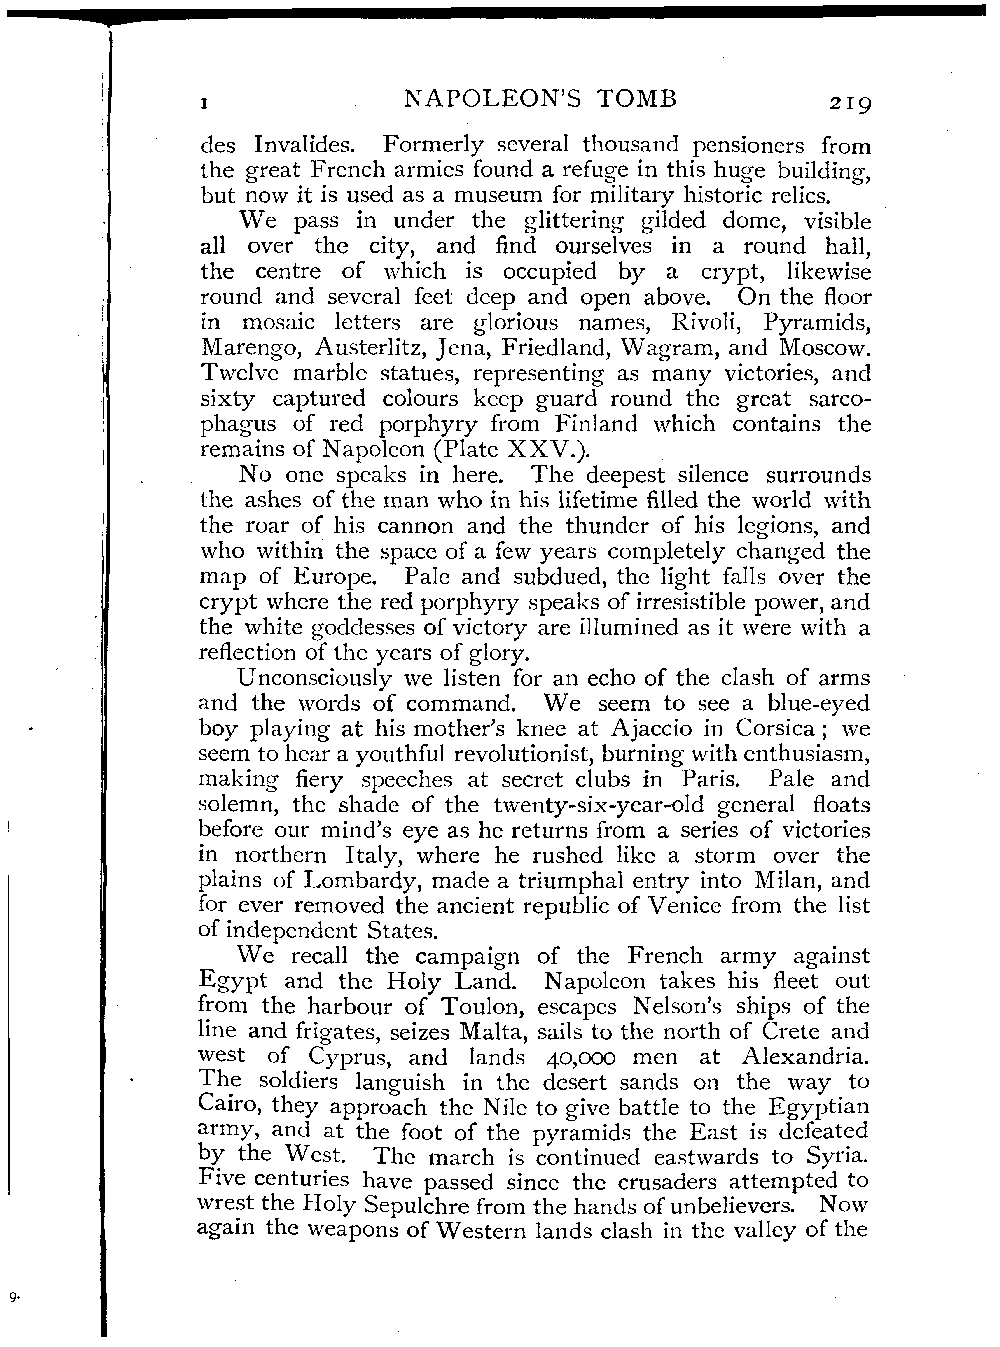 I NAPOLEON'S TOMB 219
des Invalides. Formerly several thousand pensioners from
the great French armies found a refuge in this huge building,
but now it is used as a museum for military historic relics.
We pass in under the glittering gilded dome, visible
all over the city, and find ourselves in a round hall,
the centre of which is occupied by a crypt, likewise
round and several feet deep and open above. On the floor
in mosaic letters are glorious names, Rivoli, Pyramids,
Marengo, Austerlitz, Jena, Friedland, Wagram, and Moscow.
Twelve marble statues, representing as many victories, and
sixty captured colours keep guard round the great sarco-
phagus of red porphyry from Finland which contains the
remains of Napoleon (Plate XXV.).
No one speaks in here. The deepest silence surrounds
the ashes of the man who in his lifetime filled the world with
the roar of his cannon and the thunder of his legions, and
who within the space of a few years completely changed the
map of Europe. Pale and subdued, the light falls over the
crypt where the red porphyry speaks of irresistible power, and
the white goddesses of victory are illumined as it were with a
reflection of the years of glory.
Unconsciously we listen for an echo of the clash of arms
and the words of command. We seem to see a blue-eyed
boy playing at his mother's knee at Ajaccio in Corsica; we
seem to hear a youthful revolutionist, burning with enthusiasm,
making fiery speeches at secret clubs in Paris. Pale and
solemn, the shade of the twenty-six-year-old general floats
before our mind's eye as he returns from a series of victories
in northern Italy, where he rushed like a storm over the
plains of Lombardy, made a triumphal entry into Milan, and
for ever removed the ancient republic of Venice from the list
of independent States.
We recall the campaign of the French army against
Egypt and the Holy Land. Napoleon takes his fleet out
from the harbour of Toulon, escapes Nelson's ships of the
line and frigates, seizes Malta, sails to the north of Crete and
west of Cyprus, and lands 40,000 men at Alexandria.
The soldiers languish in the desert sands on the way to
Cairo, they approach the Nile to give battle to the Egyptian
army, and at the foot of the pyramids the East is defeated
by the West. The march is continued eastwards to Syria.
Five centuries have passed since the crusaders attempted to
wrest the Holy Sepulchre from the hands of unbelievers. Now
again the weapons of Western lands clash in the valley of the
9.